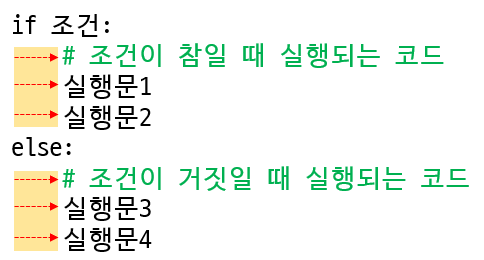 if 조건:
# 조건이 참일 때 실행되는 코드
실행문1
실행문2
else:
# 조건이 거짓일 때 실행되는 코드
실행문3
실행문4